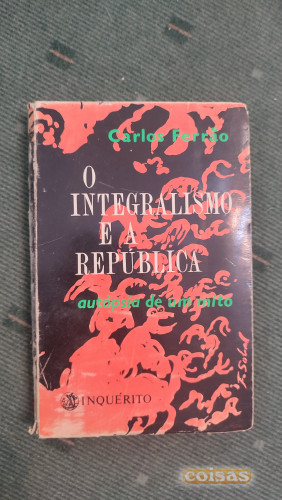 Carlos Ferrão
O
INTEGRALISMO
E A
REPÚBLICA
autópsia de um mito
INQUÉRITO
coisas